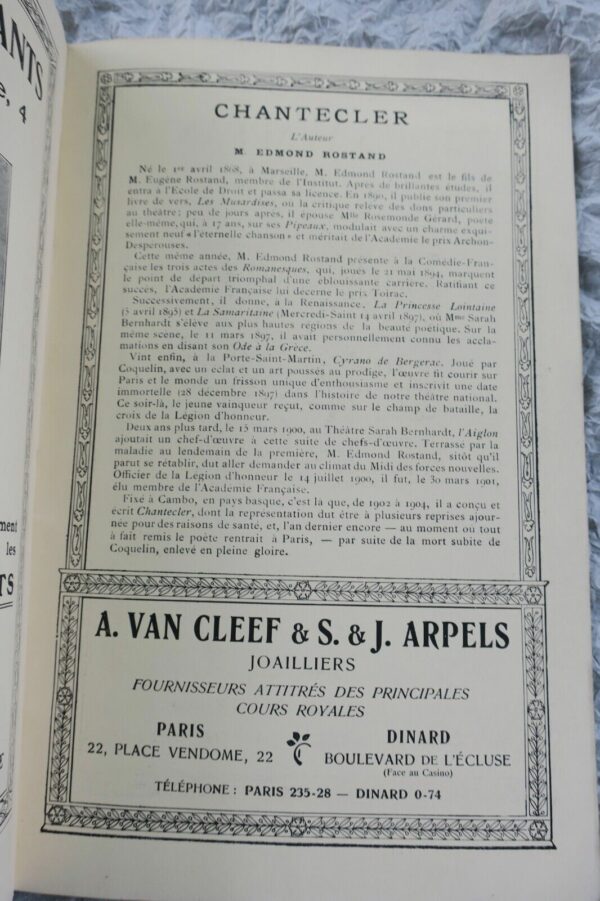 ANTS
e, 4
ment
les
TS
CHANTECLER
L'Auteur
M. EDMOND ROSTAND
Né le 1er avril 1868, à Marseille, M. Edmond Rostand est le fils de
M. Eugène Rostand, membre de l'Institut. Après de brillantes études, il
entra à l'Ecole de Droit et passa sa licence. En 1890, il publie son premier
livre de vers, Les Musardises, où la critique relève des dons particuliers
au théâtre; peu de jours après, il épouse Mlle Rosemonde Gérard, poète
elle-même, qui, à 17 ans, sur ses Pipeaux, modulait avec un charme exqui-
sement neuf « l'éternelle chanson » et méritait de l'Académie le prix Archon-
Desperouses.
Cette même année, M. Edmond Rostand présente à la Comédie-Fran-
çaise les trois actes des Romanesques, qui, joués le 21 mai 1894, marquent
le point de départ triomphal d'une éblouissante carrière. Ratifiant ce
succès, l'Académie Française lui décerne le prix Toirac.
Successivement, il donne, à la Renaissance, La Princesse Lointaine
(5 avril 1895) et La Samaritaine (Mercredi-Saint 14 avril 1897), où Mme Sarah
Bernhardt s'élève aux plus hautes régions de la beauté poétique. Sur la
même scène, le 11 mars 1897, il avait personnellement connu les accla-
mations en disant son Ode à la Grèce.
Vint enfin, à la Porte-Saint-Martin, Cyrano de Bergerac. Joué par
Coquelin, avec un éclat et un art poussés au prodige, l'œuvre fit courir sur
Paris et le monde un frisson unique d'enthousiasme et inscrivit une date
immortelle (28 décembre 1897) dans l'histoire de notre théâtre national.
Ce soir-là, le jeune vainqueur reçut, comme sur le champ de bataille, la
croix de la Légion d'honneur.
Deux ans plus tard, le 15 mars 1900, au Théâtre Sarah Bernhardt, l'Aiglon
ajoutait un chef-d'œuvre à cette suite de chefs-d'œuvre. Terrassé par la
maladie au lendemain de la première, M. Edmond Rostand, sitôt qu'il
parut se rétablir, dut aller demander au climat du Midi des forces nouvelles.
Officier de la Légion d'honneur le 14 juillet 1900, il fut, le 30 mars 1901,
élu membre de l'Académie Française.
Fixé à Cambo, en pays basque, c'est là que, de 1902 à 1904, il a conçu et
écrit Chantecler, dont la représentation dut être à plusieurs reprises ajour-
née pour des raisons de santé, et, l'an dernier encore — au moment où tout
à fait remis le poète rentrait à Paris, — par suite de la mort subite de
Coquelin, enlevé en pleine gloire.
A. VAN CLEEF & S. & J. ARPELS
JOAILLIERS
FOURNISSEURS ATTITRÉS DES PRINCIPALES
COURS ROYALES
PARIS
22, PLACE VENDOME, 22
DINARD
BOULEVARD DE L'ÉCLUSE
(Face au Casino)
TÉLÉPHONE : PARIS 235-28 — DINARD 0-74